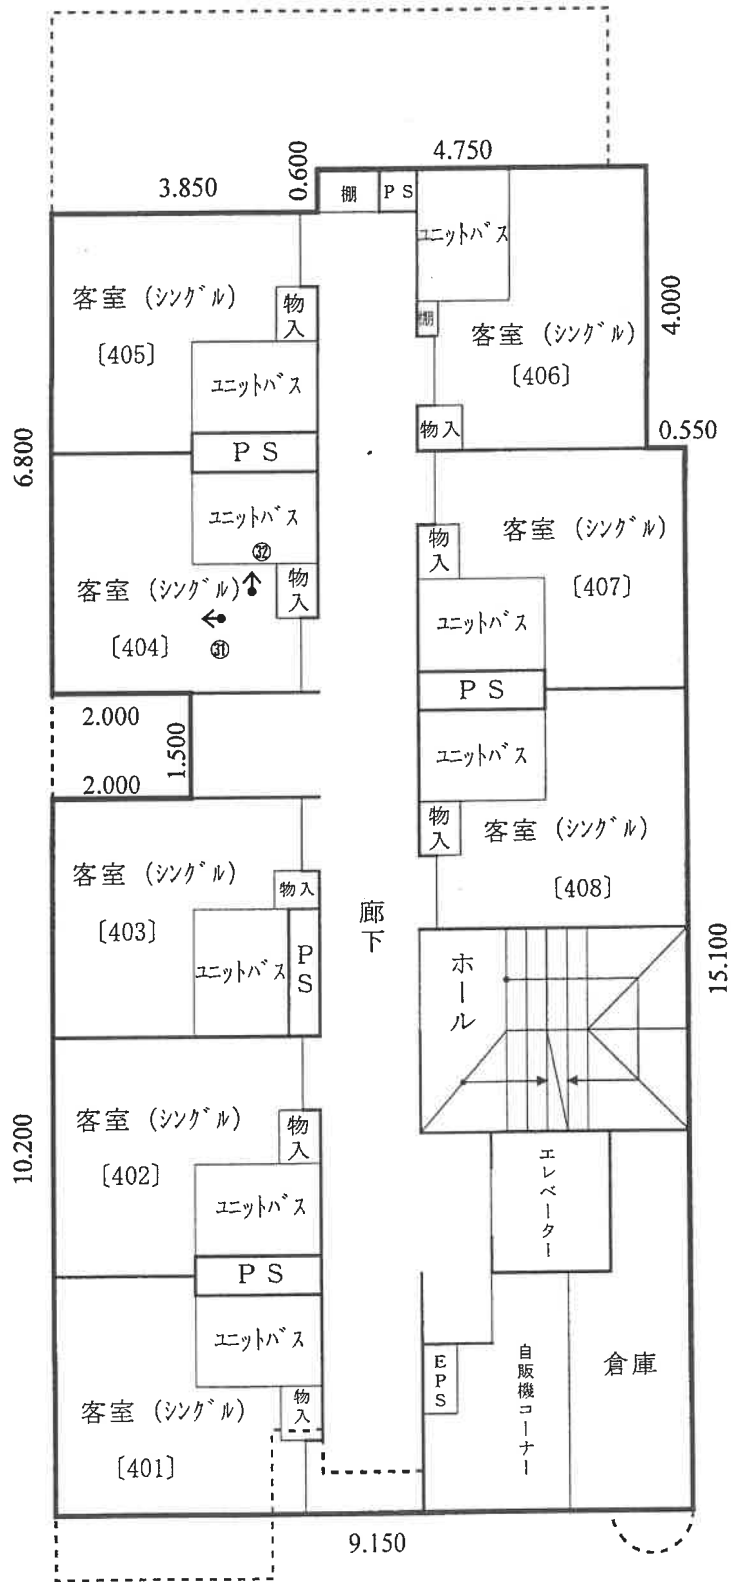 4.750
0.600
3.850
棚
PS
ユニットバス
客室 (シングル)
[405]
物入
棚
客室 (シングル)
[406]
4.000
ユニットバス
物入
0.550
6.800
PS
ユニットバス
㉜
物入
客室 (シングル)
[407]
客室 (シングル)
物入
[404]
㉛
ユニットバス
PS
2.000
1.500
2.000
ユニットバス
物入
客室 (シングル)
[408]
客室 (シングル)
物入
[403]
ユニットバス
PS
廊下
ホール
15.100
10.200
客室 (シングル)
物入
[402]
ユニットバス
エレベーター
PS
ユニットバス
EPS
自販機コーナー
倉庫
客室 (シングル)
物入
[401]
9.150